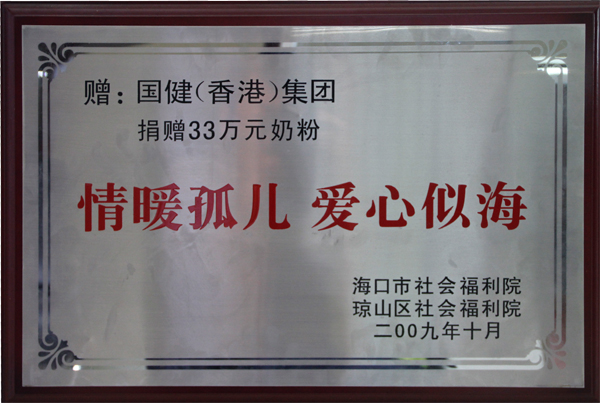 赠：国健（香港）集团
捐赠33万元奶粉
情暖孤儿 爱心似海
海口市社会福利院
琼山区社会福利院
二00九年十月